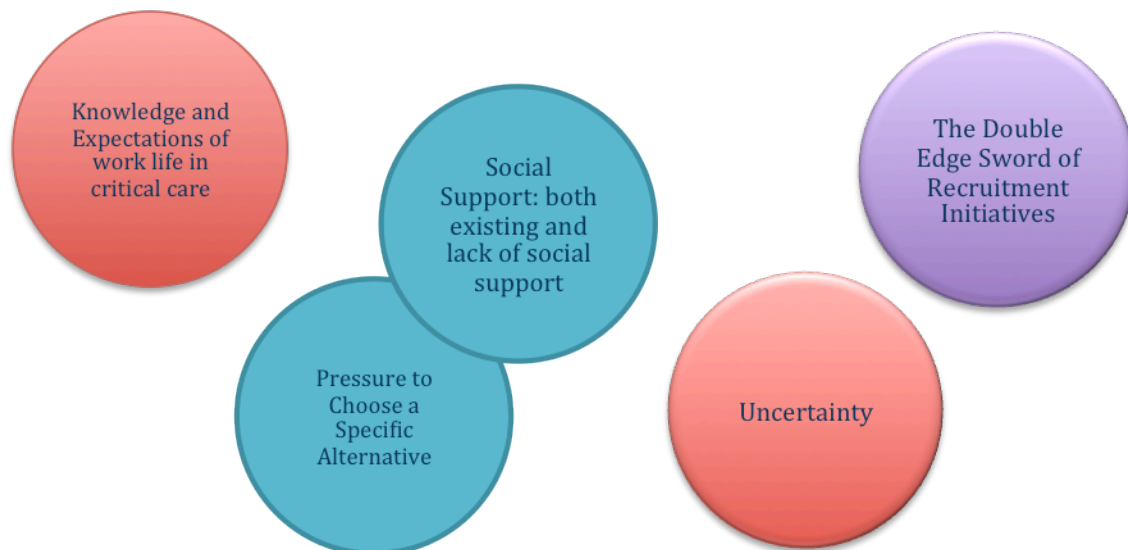 Knowledge and
Expectations of
work life in
critical care
Social
Support: both
existing and
lack of social
support
Pressure to
Choose a
Specific
Alternative
The Double
Edge Sword of
Recruitment
Initiatives
Uncertainty